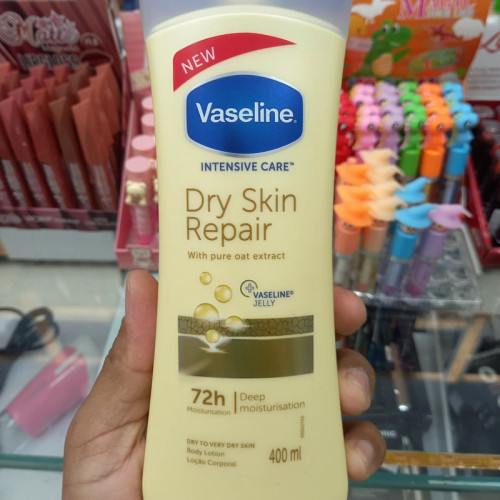 NEW
Vaseline®
INTENSIVE CARE™
Dry Skin
Repair
With pure oat extract
VASELINE®
JELLY
72h
Moisturisation
Deep
moisturisation
DRY TO VERY DRY SKIN
Body Lotion
Loção Corporal
400 ml